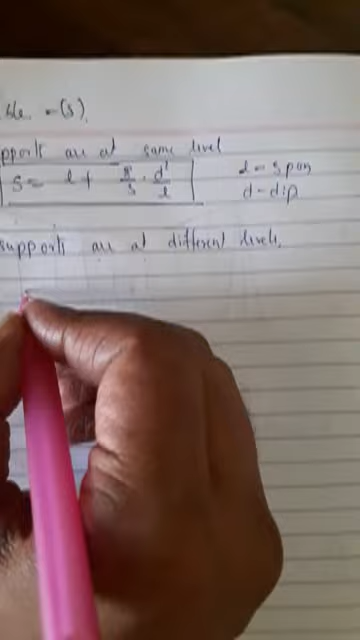 ble - (s).
pports are at same level
S = l + 8/3 · d²/l
l = span
d = dip
supports are at different levels.
S